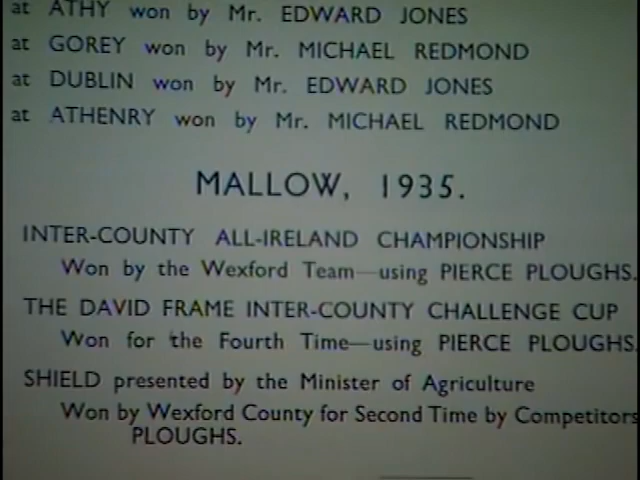 at ATHY won by Mr. EDWARD JONES
at GOREY won by Mr. MICHAEL REDMOND
at DUBLIN won by Mr. EDWARD JONES
at ATHENRY won by Mr. MICHAEL REDMOND
MALLOW, 1935.
INTER-COUNTY ALL-IRELAND CHAMPIONSHIP
Won by the Wexford Team—using PIERCE PLOUGHS.
THE DAVID FRAME INTER-COUNTY CHALLENGE CUP
Won for the Fourth Time—using PIERCE PLOUGHS.
SHIELD presented by the Minister of Agriculture
Won by Wexford County for Second Time by Competitors
PLOUGHS.